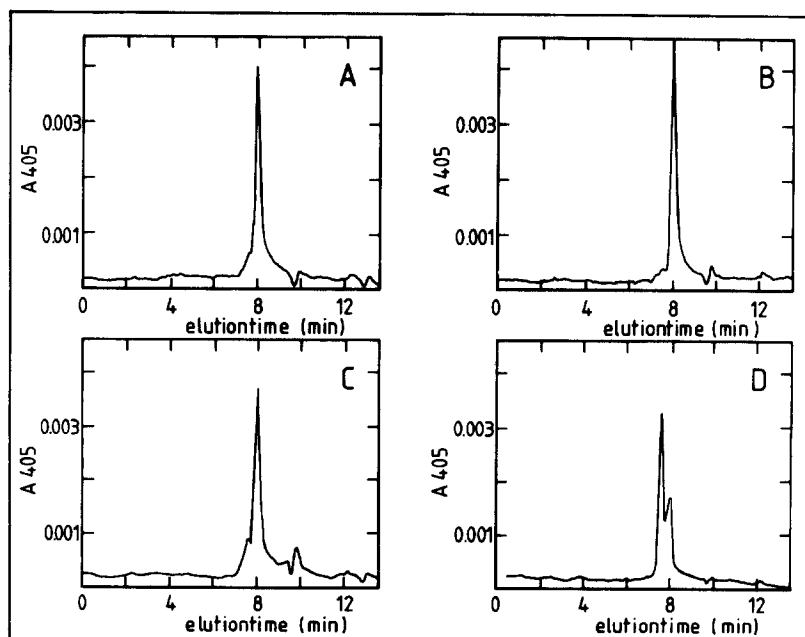 A
0.003
A 405
0.001
0 4 8 12
elutiontime (min)
B
0.003
A 405
0.001
0 4 8 12
elutiontime (min)
C
0.003
A 405
0.001
0 4 8 12
elutiontime (min)
D
0.003
A 405
0.001
0 4 8 12
elutiontime (min)